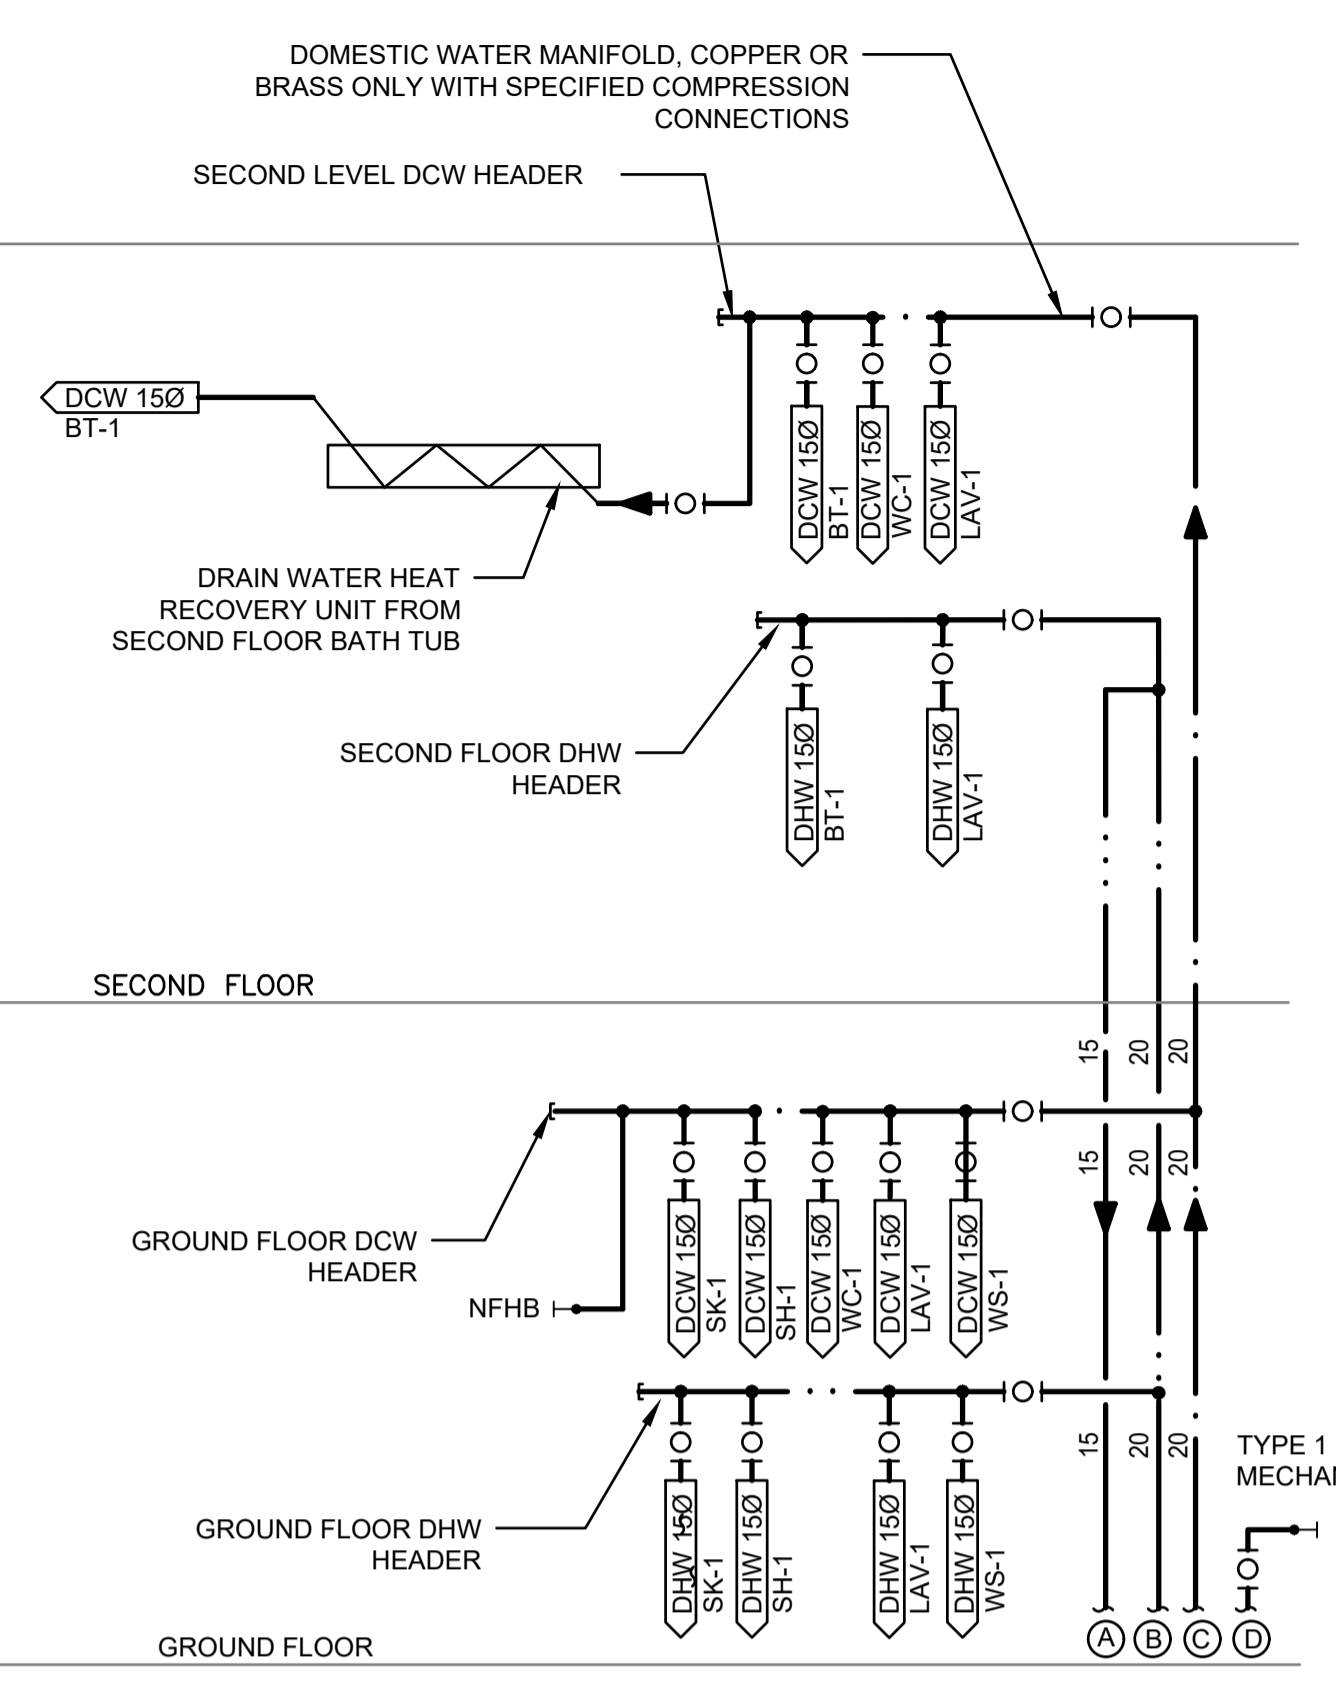 DOMESTIC WATER MANIFOLD, COPPER OR
BRASS ONLY WITH SPECIFIED COMPRESSION
CONNECTIONS
SECOND LEVEL DCW HEADER
DCW 15Ø
BT-1
DCW 15Ø
BT-1
DCW 15Ø
WC-1
DCW 15Ø
LAV-1
DRAIN WATER HEAT
RECOVERY UNIT FROM
SECOND FLOOR BATH TUB
SECOND FLOOR DHW
HEADER
DHW 15Ø
BT-1
DHW 15Ø
LAV-1
SECOND FLOOR
15
20
20
15
20
20
GROUND FLOOR DCW
HEADER
NFHB
DCW 15Ø
SK-1
DCW 15Ø
SH-1
DCW 15Ø
WC-1
DCW 15Ø
LAV-1
DCW 15Ø
WS-1
15
20
20
TYPE 1
GROUND FLOOR DHW
HEADER
DHW 15Ø
SK-1
DHW 15Ø
SH-1
DHW 15Ø
LAV-1
DHW 15Ø
WS-1
GROUND FLOOR
A
B
C
D